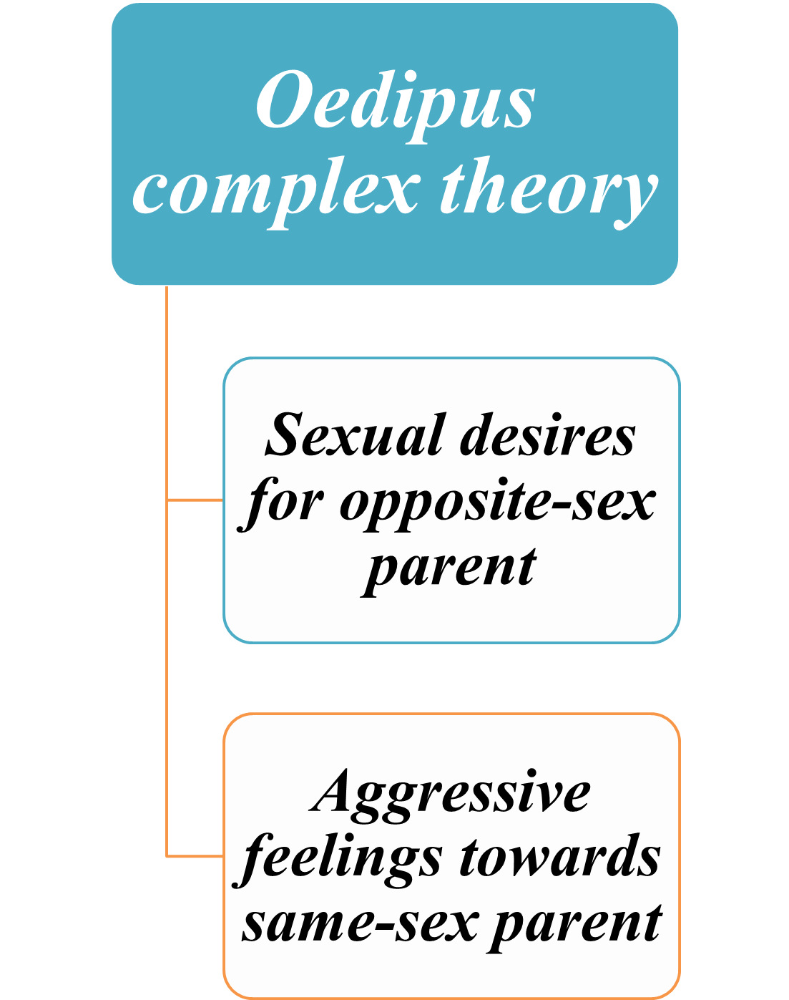 Oedipus
complex theory
Sexual desires
for opposite-sex
parent
Aggressive
feelings towards
same-sex parent